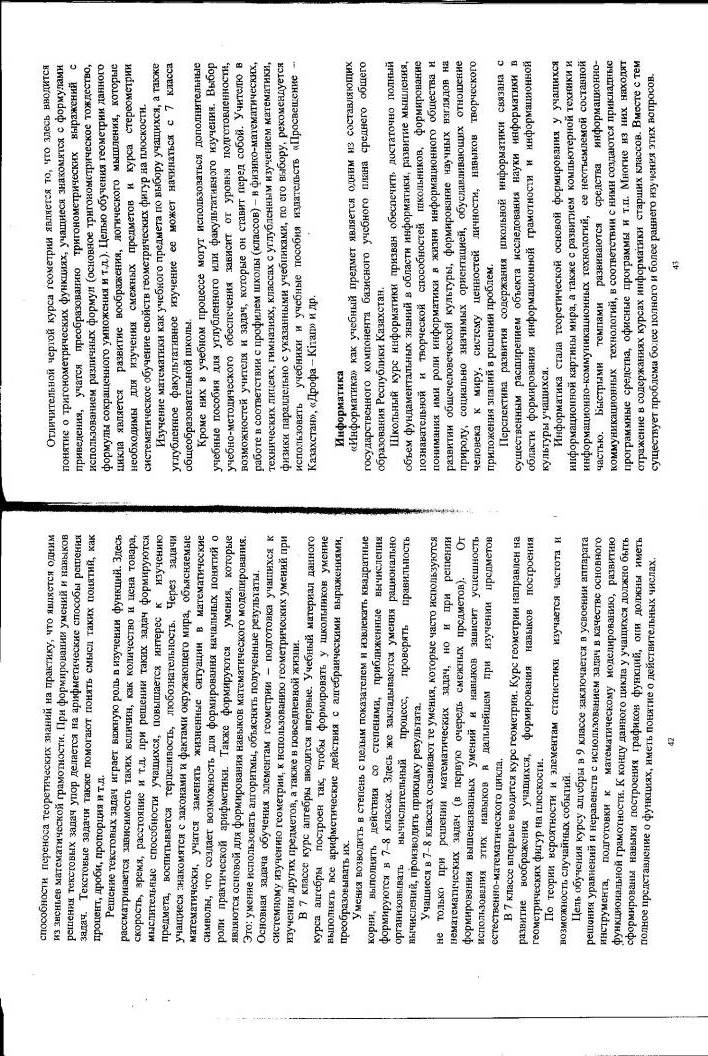 способности переноса теоретических знаний на практику, что является одним
из звеньев математической грамотности. При формировании умений и навыков
решения текстовых задач упор делается на арифметические способы решения
задач. Текстовые задачи также помогают понять смысл таких понятий, как
процент, дроби, пропорция и т.д.
Решение текстовых задач играет важную роль в изучении функций. Здесь
рассматривается зависимость таких величин, как количество и цена товара,
скорость, время, расстояние и т.д. при решении таких задач формируются
мыслительные способности учащихся, повышается интерес к изучению
предмета, воспитывается терпеливость, любознательность. Через задачи
учащиеся знакомятся с законами и фактами окружающего мира, объясняемые
математически, учатся заменять жизненные ситуации в математические
символы, что создает возможность для формирования начальных понятий о
роли практической арифметики. Также формируются умения, которые
являются основой для формирования навыков математического моделирования.
Это: умение использовать алгоритмы, объяснять полученные результаты.
Основная задача обучения элементам геометрии – подготовка учащихся к
системному изучению геометрии, к использованию геометрических умений при
изучении других предметов, а также в повседневной жизни.
В 7 классе курс алгебры вводится впервые. Учебный материал данного
курса алгебры построен так, чтобы формировать у школьников умение
выполнять все арифметические действия с алгебраическими выражениями,
преобразовывать их.
Умения возводить в степень с целым показателем и извлекать квадратные
корни, выполнять действия со степенями, приближенные вычисления
формируются в 7–8 классах. Здесь же закладываются умения рационально
организовывать вычислительный процесс, проверять правильность
вычислений, производить прикидку результата.
Учащиеся в 7–8 классах осваивают те умения, которые часто используются
не только при решении математических задач, но и при решении
нематематических задач (в первую очередь смежных предметов). От
формирования вышеназванных умений и навыков зависит успешность
использования этих навыков в дальнейшем при изучении предметов
естественно-математического цикла.
В 7 классе впервые вводится курс геометрии. Курс геометрии направлен на
развитие воображения учащихся, формирования навыков построения
геометрических фигур на плоскости.
По теории вероятности и элементам статистики изучается частота и
возможность случайных событий.
Цель обучения курсу алгебры в 9 классе заключается в усвоении аппарата
решения уравнений и неравенств с использованием задач в качестве основного
инструмента, подготовки к математическому моделированию, развитию
функциональной грамотности. К концу данного цикла у учащихся должно быть
сформированы навыки построения графиков функций, они должны иметь
полное представление о функциях, иметь понятие о действительных числах.
42
Отличительной чертой курса геометрии является то, что здесь вводится
понятие о тригонометрических функциях, учащиеся знакомятся с формулами
приведения, учатся преобразованию тригонометрических выражений с
использованием различных формул (основное тригонометрическое тождество,
формулы сокращенного умножения и т.д.). Целью обучения геометрии данного
цикла является развитие воображения, логического мышления, которые
необходимы для изучения смежных предметов и курса стереометрии
систематическое обучение свойств геометрических фигур на плоскости.
Изучение математики как учебного предмета по выбору учащихся, а также
углубленное факультативное изучение ее может начинаться с 7 класса
общеобразовательной школы.
Кроме них в учебном процессе могут использоваться дополнительные
учебные пособия для углубленного или факультативного изучения. Выбор
учебно-методического обеспечения зависит от уровня подготовленности,
возможностей учителя и задач, которые он ставит перед собой. Учителю в
работе в соответствии с профилем школы (классов) – в физико-математических,
технических лицеях, гимназиях, классах с углубленным изучением математики,
физики параллельно с указанными учебниками, по его выбору, рекомендуется
использовать учебники и учебные пособия издательств «Просвещение –
Казахстан», «Дрофа – Кітап» и др.
Информатика
«Информатика» как учебный предмет является одним из составляющих
государственного компонента базисного учебного плана среднего общего
образования Республики Казахстан.
Школьный курс информатики призван обеспечить достаточно полный
объем фундаментальных знаний в области информатики, развитие мышления,
познавательной и творческой способностей школьников, формирование
понимания ими роли информатики в жизни информационного общества и
развитии общечеловеческой культуры, формирование научных взглядов на
природу, социально значимых ориентацией, обуславливающих отношение
человека к миру, систему ценностей личности, навыков творческого
приложения знаний в решении проблем.
Перспектива развития содержания школьной информатики связана с
существенным расширением объекта исследования науки информатики в
области формирования информационной грамотности и информационной
культуры учащихся.
Информатика стала теоретической основой формирования у учащихся
информационной картины мира, а также с развитием компьютерной техники и
информационно-коммуникационных технологий, ее неотъемлемой составной
частью. Быстрыми темпами развиваются средства информационно-
коммуникационных технологий, в соответствии с ними создаются прикладные
программные средства, офисные программы и т.п. Многие из них находят
отражение в содержаниях курсах информатики старших классов. Вместе с тем
существует проблема более полного и более раннего изучения этих вопросов.
43